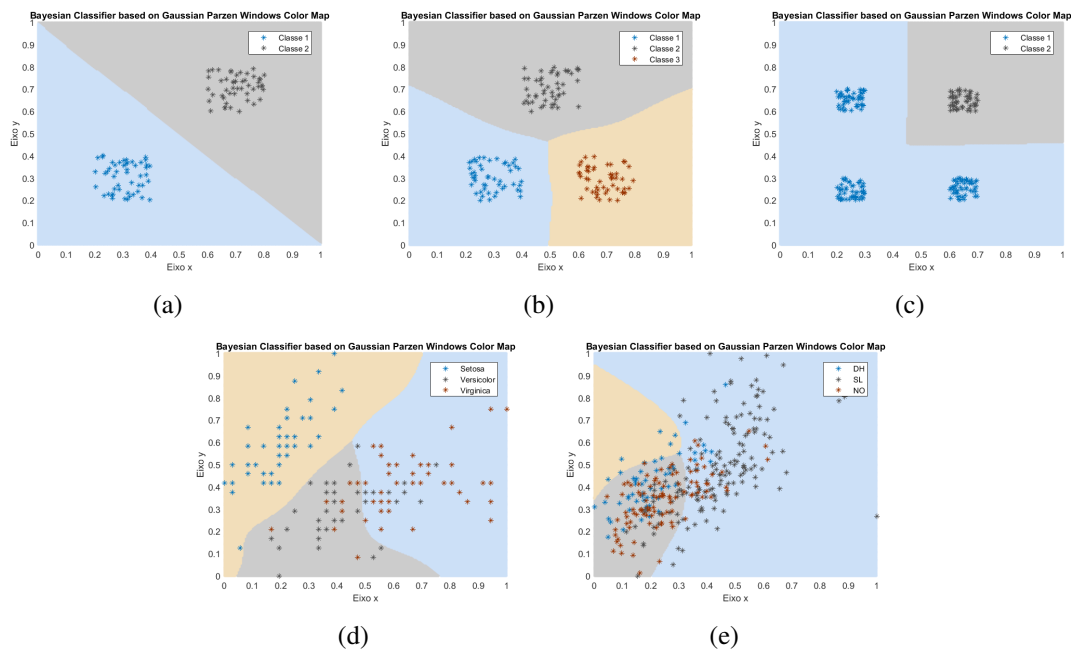 Bayesian Classifier based on Gaussian Parzen Windows Color Map
Classe 1
Classe 2
Eixo y
1
0.9
0.8
0.7
0.6
0.5
0.4
0.3
0.2
0.1
0
0 0.1 0.2 0.3 0.4 0.5 0.6 0.7 0.8 0.9 1
Eixo x
(a)
Bayesian Classifier based on Gaussian Parzen Windows Color Map
Classe 1
Classe 2
Classe 3
Eixo y
1
0.9
0.8
0.7
0.6
0.5
0.4
0.3
0.2
0.1
0
0 0.1 0.2 0.3 0.4 0.5 0.6 0.7 0.8 0.9 1
Eixo x
(b)
Bayesian Classifier based on Gaussian Parzen Windows Color Map
Classe 1
Classe 2
Eixo y
1
0.9
0.8
0.7
0.6
0.5
0.4
0.3
0.2
0.1
0
0 0.1 0.2 0.3 0.4 0.5 0.6 0.7 0.8 0.9 1
Eixo x
(c)
Bayesian Classifier based on Gaussian Parzen Windows Color Map
Setosa
Versicolor
Virginica
Eixo y
1
0.9
0.8
0.7
0.6
0.5
0.4
0.3
0.2
0.1
0
0 0.1 0.2 0.3 0.4 0.5 0.6 0.7 0.8 0.9 1
Eixo x
(d)
Bayesian Classifier based on Gaussian Parzen Windows Color Map
DH
SL
NO
Eixo y
1
0.9
0.8
0.7
0.6
0.5
0.4
0.3
0.2
0.1
0
0 0.1 0.2 0.3 0.4 0.5 0.6 0.7 0.8 0.9 1
Eixo x
(e)